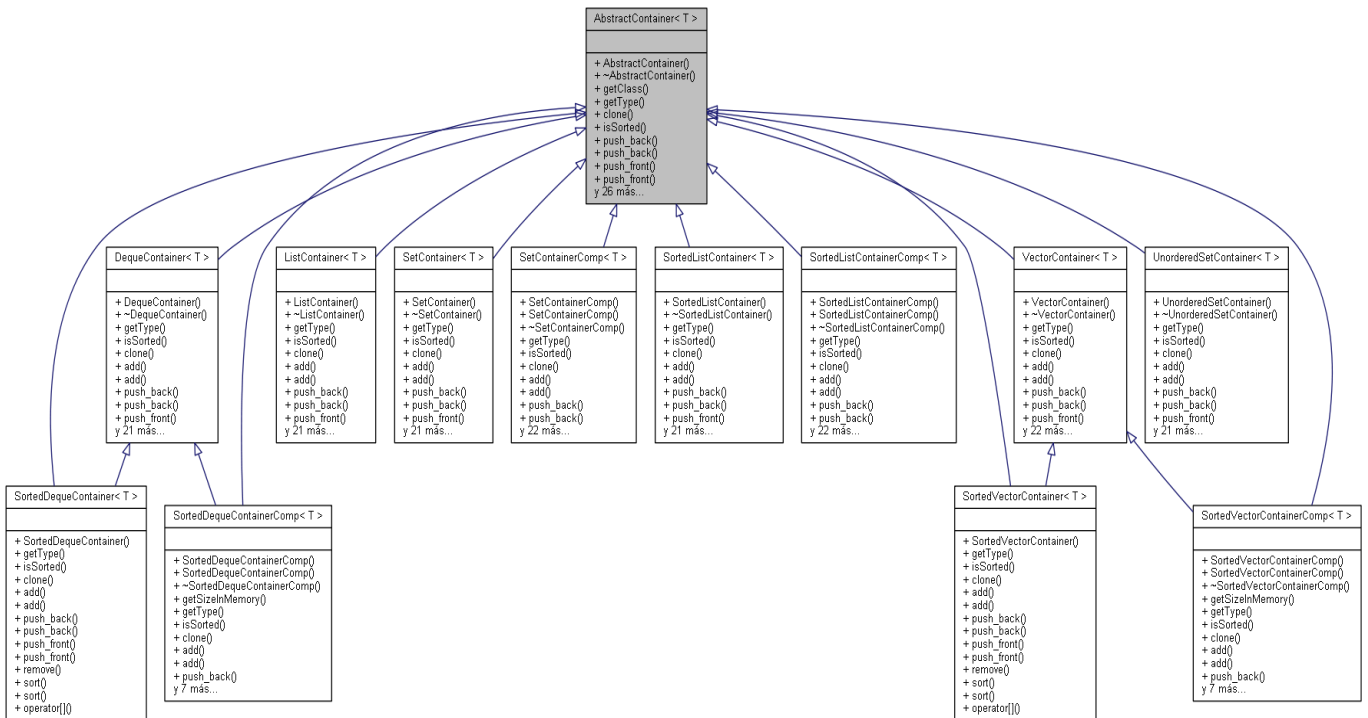 AbstractContainer< T >
+ AbstractContainer()
+ ~AbstractContainer()
+ getClass()
+ getType()
+ clone()
+ isSorted()
+ push_back()
+ push_back()
+ push_front()
+ push_front()
y 26 más...
DequeContainer< T >
+ DequeContainer()
+ ~DequeContainer()
+ getType()
+ isSorted()
+ clone()
+ add()
+ add()
+ push_back()
+ push_back()
+ push_front()
y 21 más...
ListContainer< T >
+ ListContainer()
+ ~ListContainer()
+ getType()
+ isSorted()
+ clone()
+ add()
+ add()
+ push_back()
+ push_back()
+ push_front()
y 21 más...
SetContainer< T >
+ SetContainer()
+ ~SetContainer()
+ getType()
+ isSorted()
+ clone()
+ add()
+ add()
+ push_back()
+ push_back()
+ push_front()
y 21 más...
SetContainerComp< T >
+ SetContainerComp()
+ SetContainerComp()
+ ~SetContainerComp()
+ getType()
+ isSorted()
+ clone()
+ add()
+ add()
+ push_back()
+ push_back()
y 22 más...
SortedListContainer< T >
+ SortedListContainer()
+ ~SortedListContainer()
+ getType()
+ isSorted()
+ clone()
+ add()
+ add()
+ push_back()
+ push_back()
+ push_front()
y 21 más...
SortedListContainerComp< T >
+ SortedListContainerComp()
+ SortedListContainerComp()
+ ~SortedListContainerComp()
+ getType()
+ isSorted()
+ clone()
+ add()
+ add()
+ push_back()
+ push_back()
y 22 más...
VectorContainer< T >
+ VectorContainer()
+ ~VectorContainer()
+ getType()
+ isSorted()
+ clone()
+ add()
+ add()
+ push_back()
+ push_back()
+ push_front()
y 22 más...
UnorderedSetContainer< T >
+ UnorderedSetContainer()
+ ~UnorderedSetContainer()
+ getType()
+ isSorted()
+ clone()
+ add()
+ add()
+ push_back()
+ push_back()
+ push_front()
y 21 más...
SortedDequeContainer< T >
+ SortedDequeContainer()
+ getType()
+ isSorted()
+ clone()
+ add()
+ add()
+ push_back()
+ push_back()
+ push_front()
+ push_front()
+ remove()
+ sort()
+ sort()
+ operator[]()
SortedDequeContainerComp< T >
+ SortedDequeContainerComp()
+ SortedDequeContainerComp()
+ ~SortedDequeContainerComp()
+ getSizeInMemory()
+ getType()
+ isSorted()
+ clone()
+ add()
+ add()
+ push_back()
y 7 más...
SortedVectorContainer< T >
+ SortedVectorContainer()
+ getType()
+ isSorted()
+ clone()
+ add()
+ add()
+ push_back()
+ push_back()
+ push_front()
+ push_front()
+ remove()
+ sort()
+ sort()
+ operator[]()
SortedVectorContainerComp< T >
+ SortedVectorContainerComp()
+ SortedVectorContainerComp()
+ ~SortedVectorContainerComp()
+ getSizeInMemory()
+ getType()
+ isSorted()
+ clone()
+ add()
+ add()
+ push_back()
y 7 más...